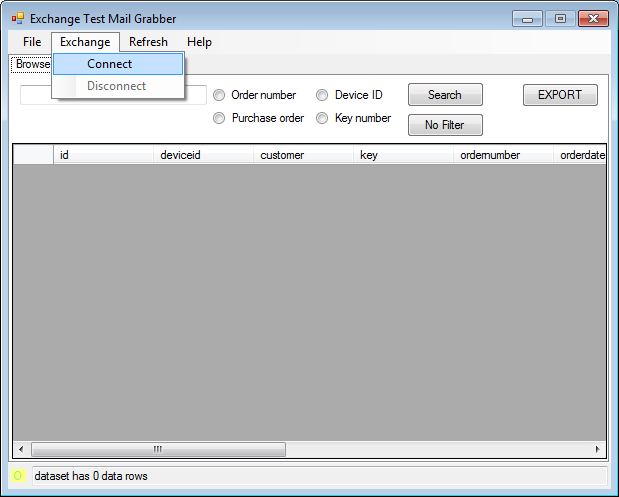 Exchange Test Mail Grabber
File Exchange Refresh Help
Connect
Disconnect
Browse
Order number Device ID Search EXPORT
Purchase order Key number No Filter
id deviceid customer key ordernumber orderdate
dataset has 0 data rows